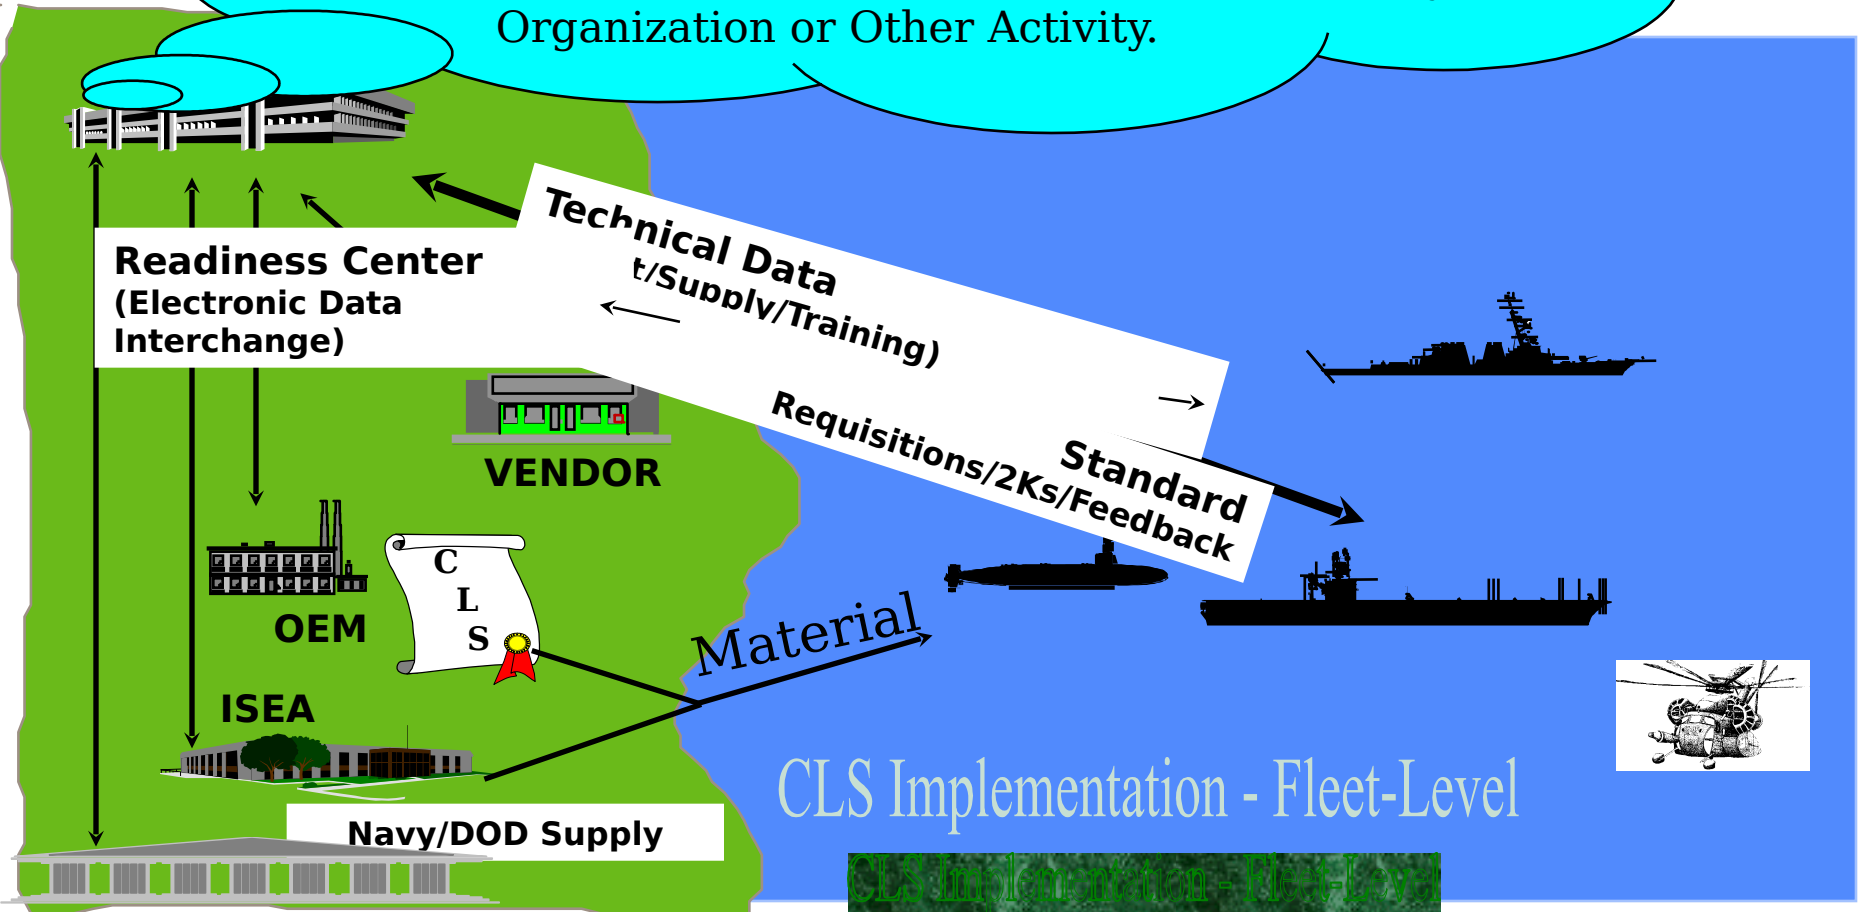 Organization or Other Activity.
Technical Data
t/Supply/Training)
Readiness Center
(Electronic Data
Interchange)
Requisitions/2Ks/Feedback
Standard
VENDOR
C
L
S
OEM
Material
ISEA
CLS Implementation - Fleet-Level
Navy/DOD Supply
CLS Implementation - Fleet-Level